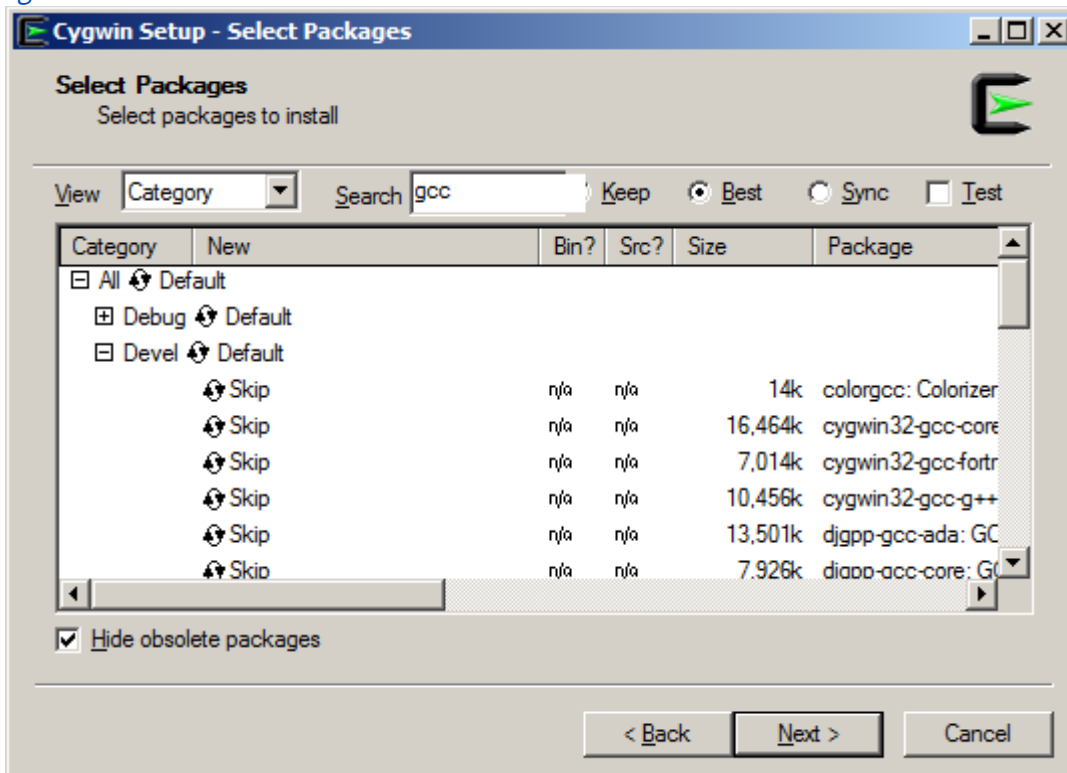 Cygwin Setup - Select Packages
Select Packages
Select packages to install
View Category Search gcc Keep Best Sync Test
Category New Bin? Src? Size Package
All Default
Debug Default
Devel Default
Skip n/a n/a 14k colorgcc: Colorizer
Skip n/a n/a 16,464k cygwin32-gcc-core
Skip n/a n/a 7,014k cygwin32-gcc-fortr
Skip n/a n/a 10,456k cygwin32-gcc-g++
Skip n/a n/a 13,501k djgpp-gcc-ada: GC
Skip n/a n/a 7,926k djgpp-gcc-core: GC
Hide obsolete packages
< Back Next > Cancel